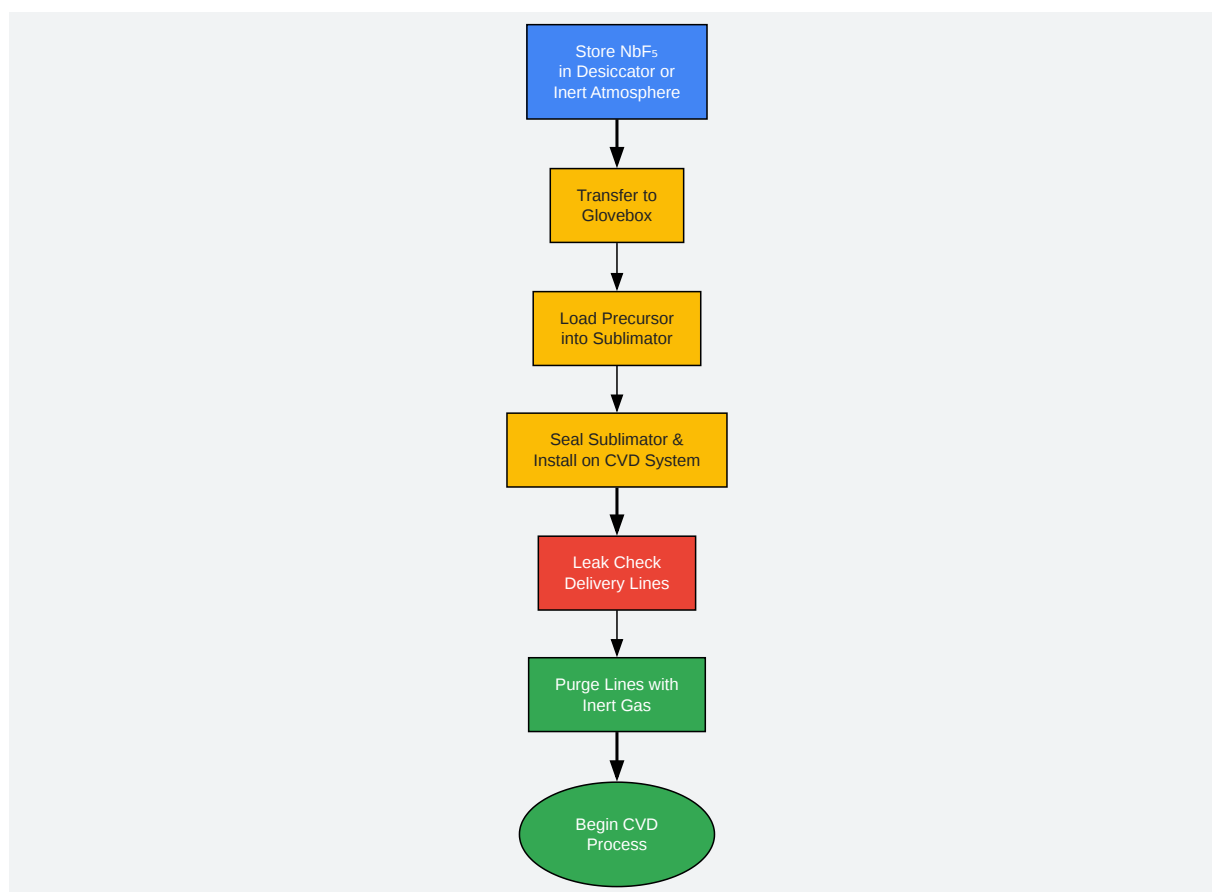 Store NbF₅
in Desiccator or
Inert Atmosphere
Transfer to
Glovebox
Load Precursor
into Sublimator
Seal Sublimator &
Install on CVD System
Leak Check
Delivery Lines
Purge Lines with
Inert Gas
Begin CVD
Process